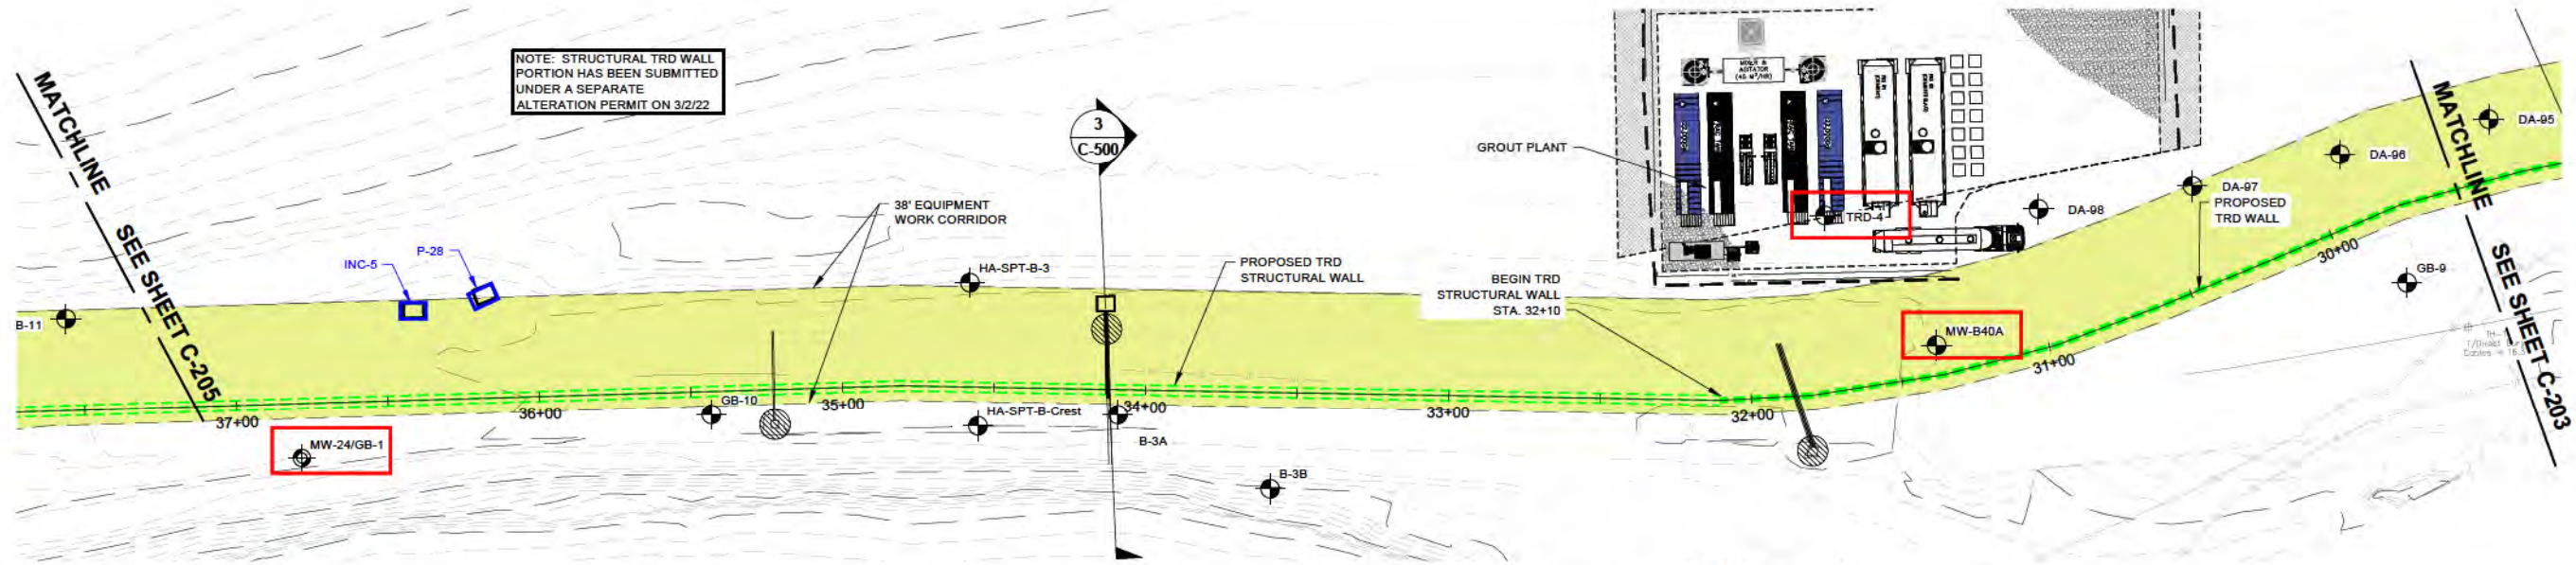 MATCHLINE
SEE SHEET C-205
NOTE: STRUCTURAL TRD WALL
PORTION HAS BEEN SUBMITTED
UNDER A SEPARATE
ALTERATION PERMIT ON 3/2/22
3
C-500
38' EQUIPMENT
WORK CORRIDOR
INC-5
P-28
B-11
HA-SPT-B-3
PROPOSED TRD
STRUCTURAL WALL
BEGIN TRD
STRUCTURAL WALL
STA. 32+10
GROUT PLANT
MIXER &
AGITATOR
TRD-4
DA-98
DA-97
PROPOSED
TRD WALL
DA-96
DA-95
MATCHLINE
SEE SHEET C-203
GB-9
MW-B40A
37+00
36+00
35+00
34+00
33+00
32+00
31+00
30+00
MW-24/GB-1
GB-10
HA-SPT-B-Crest
B-3A
B-3B